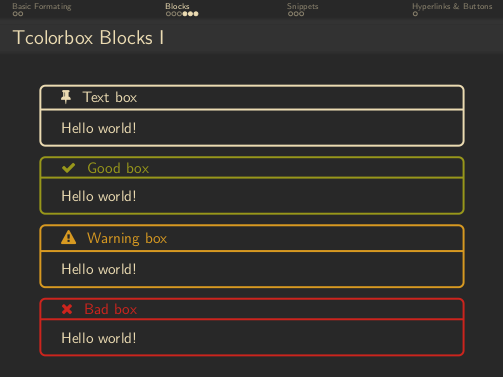 Basic Formating Blocks Snippets Hyperlinks & Buttons
Tcolorbox Blocks I
Text box
Hello world!
Good box
Hello world!
Warning box
Hello world!
Bad box
Hello world!